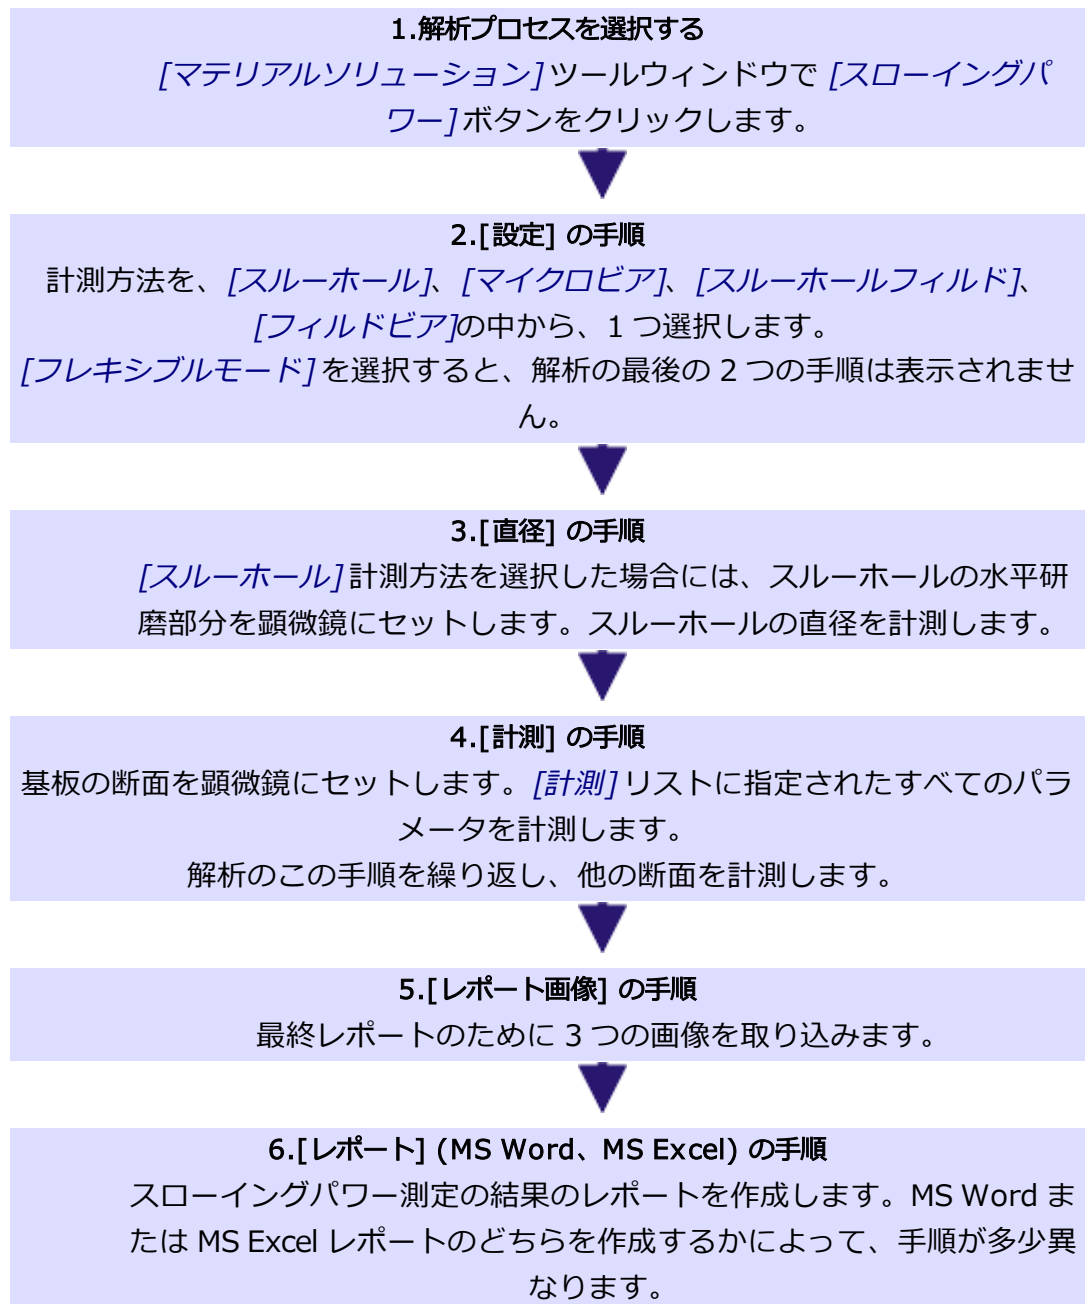 1.解析プロセスを選択する
[マテリアルソリューション] ツールウィンドウで [スローイングパ
ワー] ボタンをクリックします。
2.[設定] の手順
計測方法を、[スルーホール]、[マイクロビア]、[スルーホールフィルド]、
[フィルドビア]の中から、1 つ選択します。
[フレキシブルモード] を選択すると、解析の最後の 2 つの手順は表示されませ
ん。
3.[直径] の手順
[スルーホール] 計測方法を選択した場合には、スルーホールの水平研
磨部分を顕微鏡にセットします。スルーホールの直径を計測します。
4.[計測] の手順
基板の断面を顕微鏡にセットします。[計測] リストに指定されたすべてのパラ
メータを計測します。
解析のこの手順を繰り返し、他の断面を計測します。
5.[レポート画像] の手順
最終レポートのために 3 つの画像を取り込みます。
6.[レポート] (MS Word、MS Excel) の手順
スローイングパワー測定の結果のレポートを作成します。MS Word ま
たは MS Excel レポートのどちらを作成するかによって、手順が多少異
なります。